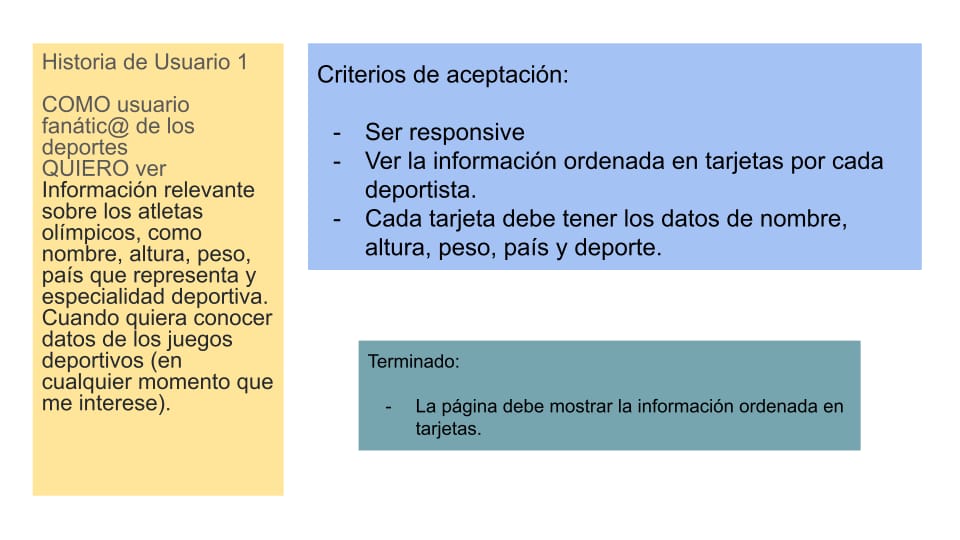 Historia de Usuario 1
COMO usuario
fanátic@ de los
deportes
QUIERO ver
Información relevante
sobre los atletas
olímpicos, como
nombre, altura, peso,
país que representa y
especialidad deportiva.
Cuando quiera conocer
datos de los juegos
deportivos (en
cualquier momento que
me interese).
Criterios de aceptación:
- Ser responsive
- Ver la información ordenada en tarjetas por cada
deportista.
- Cada tarjeta debe tener los datos de nombre,
altura, peso, país y deporte.
Terminado:
- La página debe mostrar la información ordenada en
tarjetas.